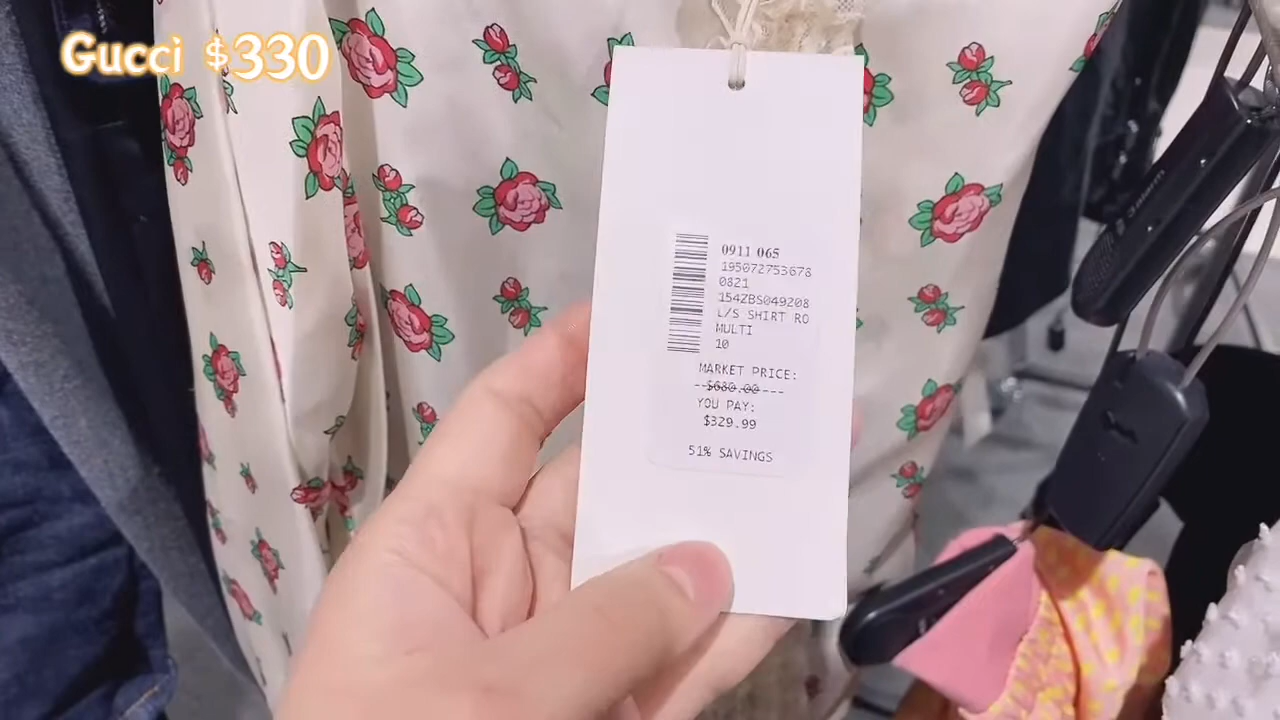 Gucci $330
0911 065
195072753678
0821
154ZBS049208
L/S SHIRT RO
MULTI
10
MARKET PRICE:
$680.00
YOU PAY:
$329.99
51% SAVINGS